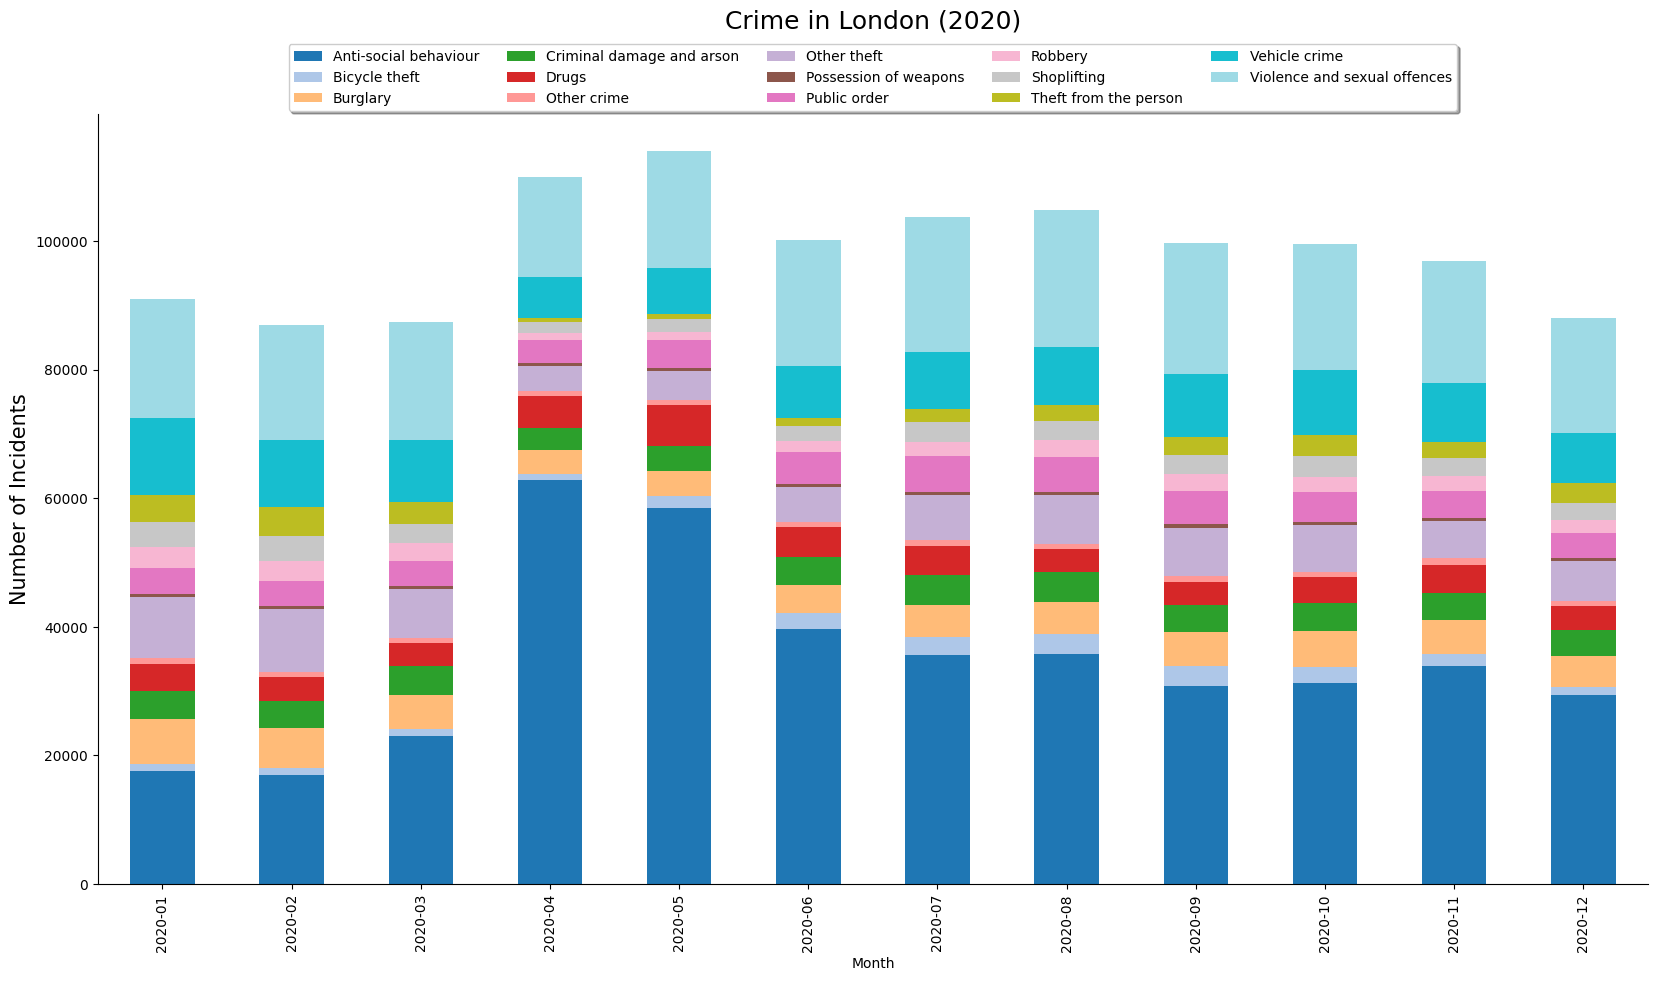 Crime in London (2020)
Anti-social behaviour
Bicycle theft
Burglary
Criminal damage and arson
Drugs
Other crime
Other theft
Possession of weapons
Public order
Robbery
Shoplifting
Theft from the person
Vehicle crime
Violence and sexual offences
Number of Incidents
100000
80000
60000
40000
20000
0
2020-01
2020-02
2020-03
2020-04
2020-05
2020-06
2020-07
2020-08
2020-09
2020-10
2020-11
2020-12
Month